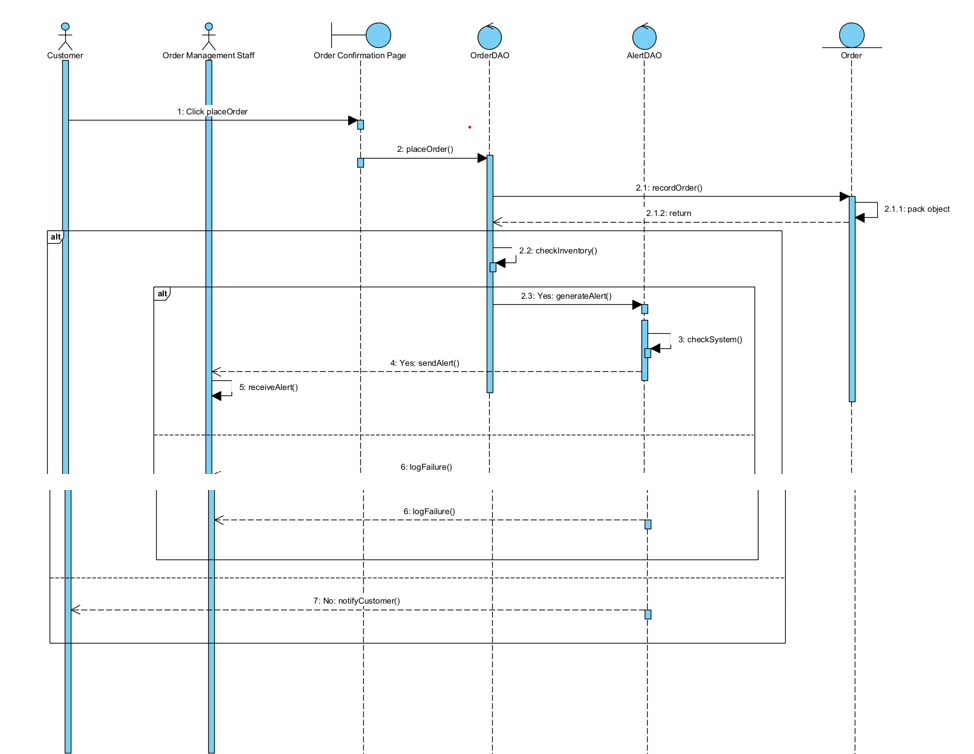 Customer
Order Management Staff
Order Confirmation Page
OrderDAO
AlertDAO
Order
1: Click placeOrder
2: placeOrder()
2.1: recordOrder()
2.1.1: pack object
2.1.2: return
alt
2.2: checkInventory()
alt
2.3: Yes: generateAlert()
3: checkSystem()
4: Yes: sendAlert()
5: receiveAlert()
6: logFailure()
6: logFailure()
7: No: notifyCustomer()